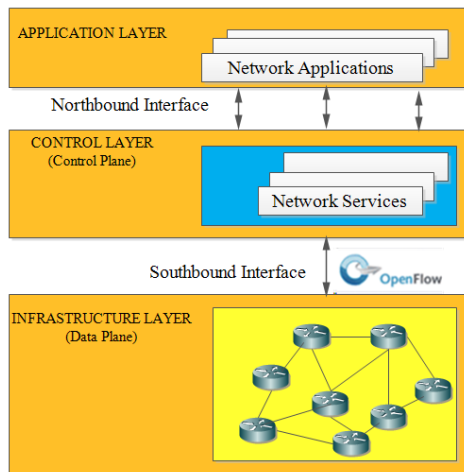 APPLICATION LAYER
Network Applications
Northbound Interface
CONTROL LAYER
(Control Plane)
Network Services
Southbound Interface
OpenFlow
INFRASTRUCTURE LAYER
(Data Plane)